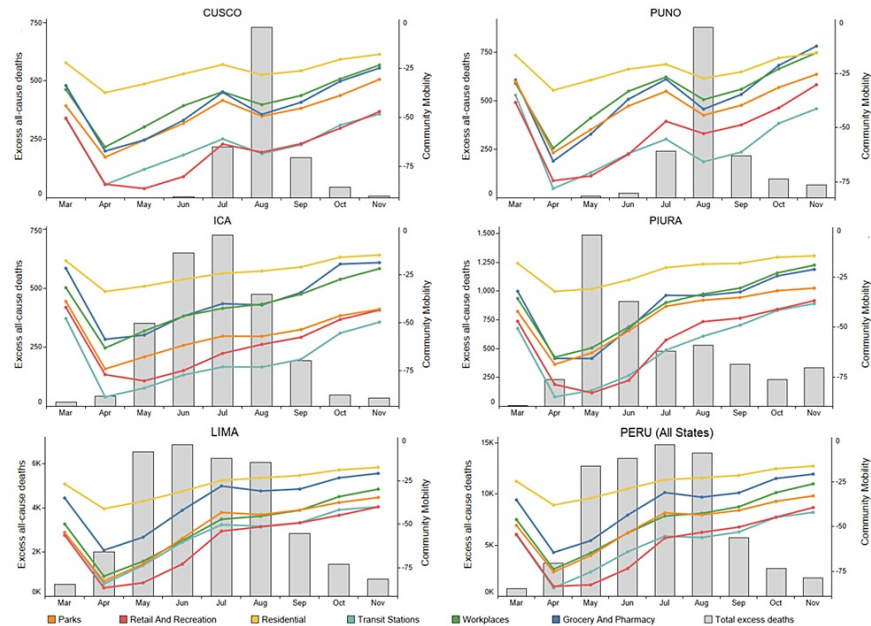 CUSCO
750
500
250
0
Excess all-cause deaths
0
-25
-50
-75
Community Mobility
Mar Apr May Jun Jul Aug Sep Oct Nov
PUNO
750
500
250
0
Excess all-cause deaths
0
-25
-50
-75
Community Mobility
Mar Apr May Jun Jul Aug Sep Oct Nov
ICA
750
500
250
0
Excess all-cause deaths
0
-25
-50
-75
Community Mobility
Mar Apr May Jun Jul Aug Sep Oct Nov
PIURA
1,500
1,250
1,000
750
500
250
0
Excess all-cause deaths
0
-25
-50
-75
Community Mobility
Mar Apr May Jun Jul Aug Sep Oct Nov
LIMA
6K
4K
2K
0K
Excess all-cause deaths
0
-25
-50
-75
Community Mobility
Mar Apr May Jun Jul Aug Sep Oct Nov
PERU (All States)
15K
10K
5K
0K
Excess all-cause deaths
0
-25
-50
-75
Community Mobility
Mar Apr May Jun Jul Aug Sep Oct Nov
Parks Retail And Recreation Residential Transit Stations Workplaces Grocery And Pharmacy Total excess deaths